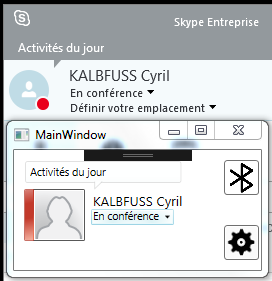 Skype Entreprise
Activités du jour
KALBFUSS Cyril
En conférence
Définir votre emplacement
MainWindow
Activités du jour
KALBFUSS Cyril
En conférence